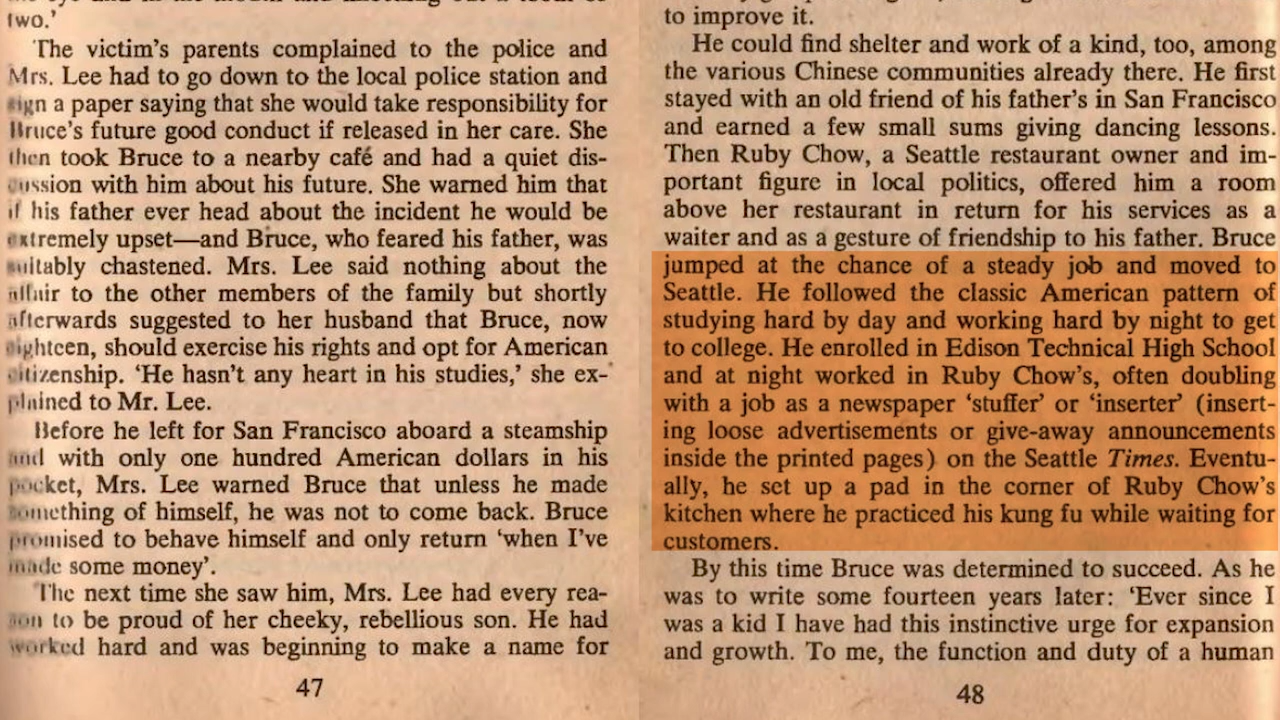 two.'
The victim's parents complained to the police and
Mrs. Lee had to go down to the local police station and
sign a paper saying that she would take responsibility for
Bruce's future good conduct if released in her care. She
then took Bruce to a nearby café and had a quiet dis-
cussion with him about his future. She warned him that
if his father ever head about the incident he would be
extremely upset—and Bruce, who feared his father, was
suitably chastened. Mrs. Lee said nothing about the
affair to the other members of the family but shortly
afterwards suggested to her husband that Bruce, now
eighteen, should exercise his rights and opt for American
citizenship. 'He hasn't any heart in his studies,' she ex-
plained to Mr. Lee.
Before he left for San Francisco aboard a steamship
and with only one hundred American dollars in his
pocket, Mrs. Lee warned Bruce that unless he made
something of himself, he was not to come back. Bruce
promised to behave himself and only return 'when I've
made some money'.
The next time she saw him, Mrs. Lee had every rea-
son to be proud of her cheeky, rebellious son. He had
worked hard and was beginning to make a name for
47
to improve it.
He could find shelter and work of a kind, too, among
the various Chinese communities already there. He first
stayed with an old friend of his father's in San Francisco
and earned a few small sums giving dancing lessons.
Then Ruby Chow, a Seattle restaurant owner and im-
portant figure in local politics, offered him a room
above her restaurant in return for his services as a
waiter and as a gesture of friendship to his father. Bruce
jumped at the chance of a steady job and moved to
Seattle. He followed the classic American pattern of
studying hard by day and working hard by night to get
to college. He enrolled in Edison Technical High School
and at night worked in Ruby Chow's, often doubling
with a job as a newspaper 'stuffer' or 'inserter' (insert-
ing loose advertisements or give-away announcements
inside the printed pages) on the Seattle Times. Eventu-
ally, he set up a pad in the corner of Ruby Chow's
kitchen where he practiced his kung fu while waiting for
customers.
By this time Bruce was determined to succeed. As he
was to write some fourteen years later: 'Ever since I
was a kid I have had this instinctive urge for expansion
and growth. To me, the function and duty of a human
48